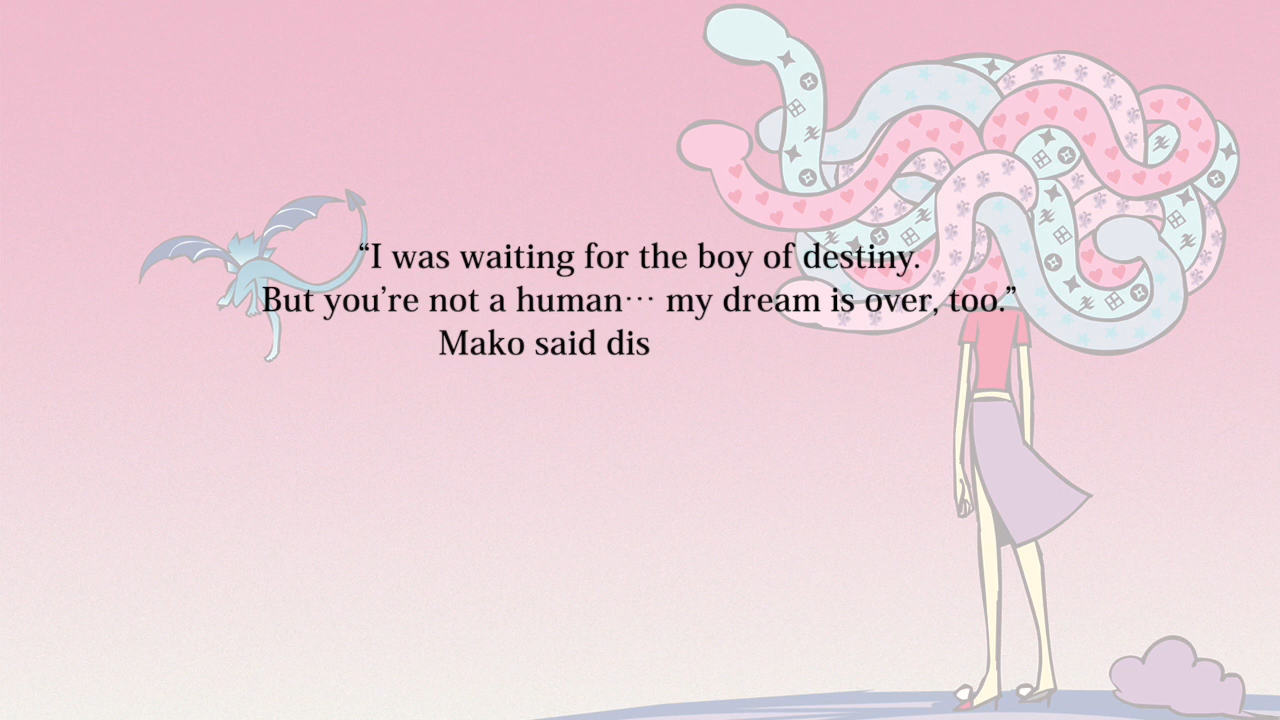 “I was waiting for the boy of destiny.
But you’re not a human… my dream is over, too.”
Mako said dis